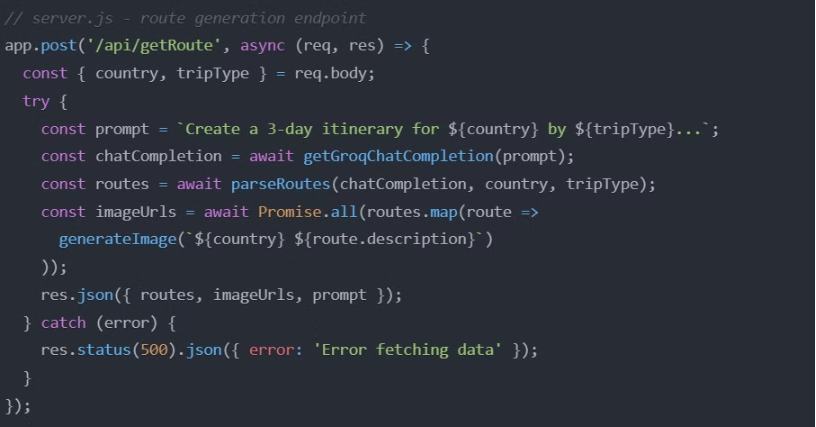 // server.js - route generation endpoint
app.post('/api/getRoute', async (req, res) => {
  const { country, tripType } = req.body;
  try {
    const prompt = `Create a 3-day itinerary for ${country} by ${tripType}...`;
    const chatCompletion = await getGroqChatCompletion(prompt);
    const routes = await parseRoutes(chatCompletion, country, tripType);
    const imageUrls = await Promise.all(routes.map(route =>
      generateImage(`${country} ${route.description}`)
    ));
    res.json({ routes, imageUrls, prompt });
  } catch (error) {
    res.status(500).json({ error: 'Error fetching data' });
  }
});